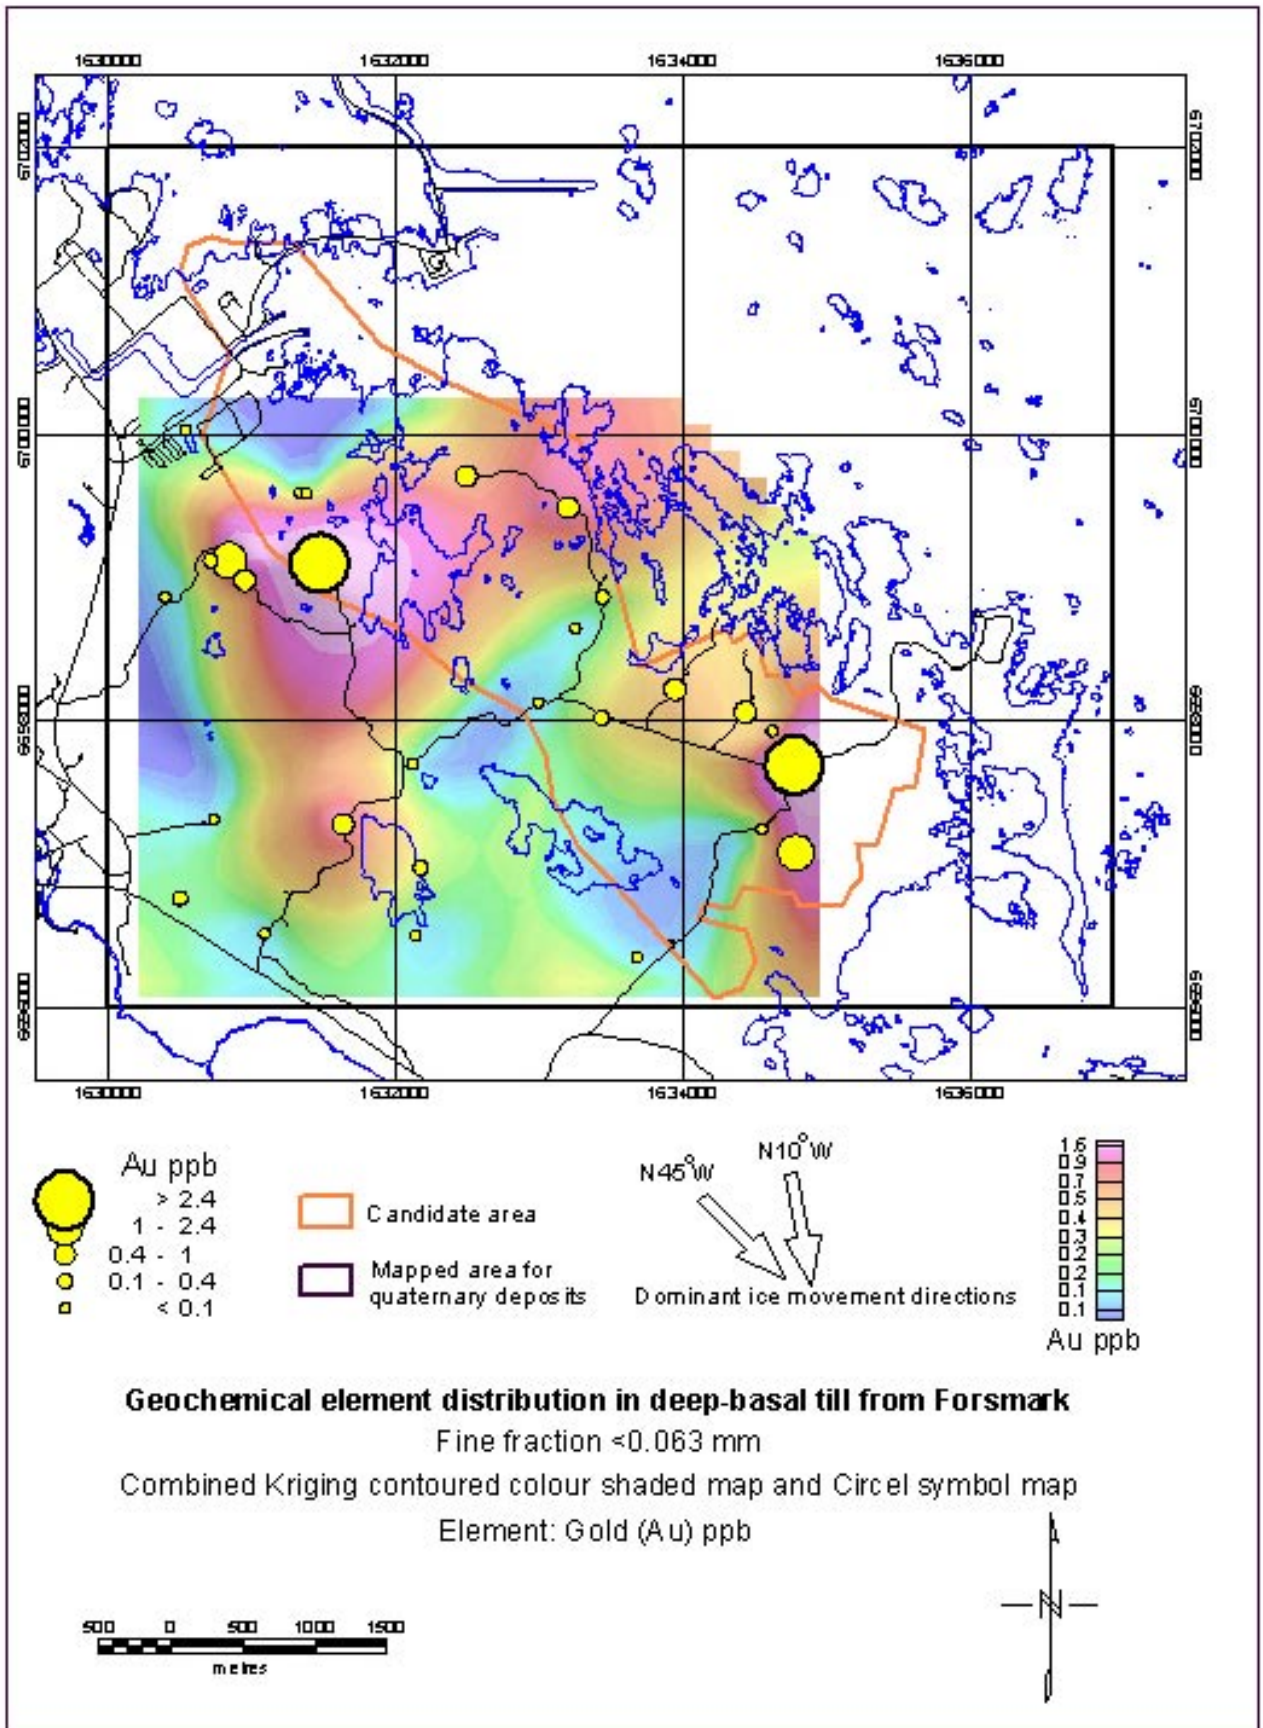 1630000 1632000 1634000 1636000
6702000 6702000
6700000 6700000
6698000 6698000
6696000 6696000
1630000 1632000 1634000 1636000
Au ppb
> 2.4
1 - 2.4
0.4 - 1
0.1 - 0.4
< 0.1
Candidate area
Mapped area for
quaternary deposits
N45°W
N10°W
Dominant ice movement directions
1.6
0.9
0.7
0.5
0.4
0.3
0.2
0.2
0.1
0.1
Au ppb
Geochemical element distribution in deep-basal till from Forsmark
Fine fraction <0.063 mm
Combined Kriging contoured colour shaded map and Circel symbol map
Element: Gold (Au) ppb
500 0 500 1000 1500
metres
N